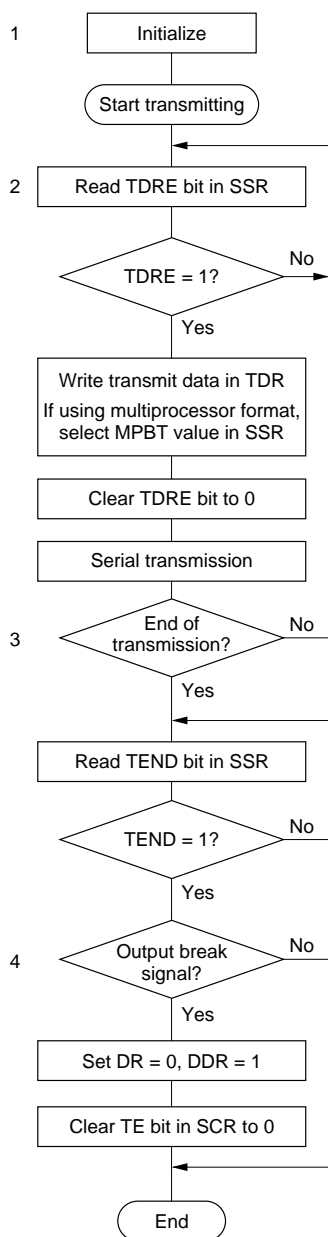 1
Initialize
Start transmitting
2
Read TDRE bit in SSR
TDRE = 1?
No
Yes
Write transmit data in TDR
If using multiprocessor format,
select MPBT value in SSR
Clear TDRE bit to 0
Serial transmission
3
End of
transmission?
No
Yes
Read TEND bit in SSR
TEND = 1?
No
Yes
4
Output break
signal?
No
Yes
Set DR = 0, DDR = 1
Clear TE bit in SCR to 0
End